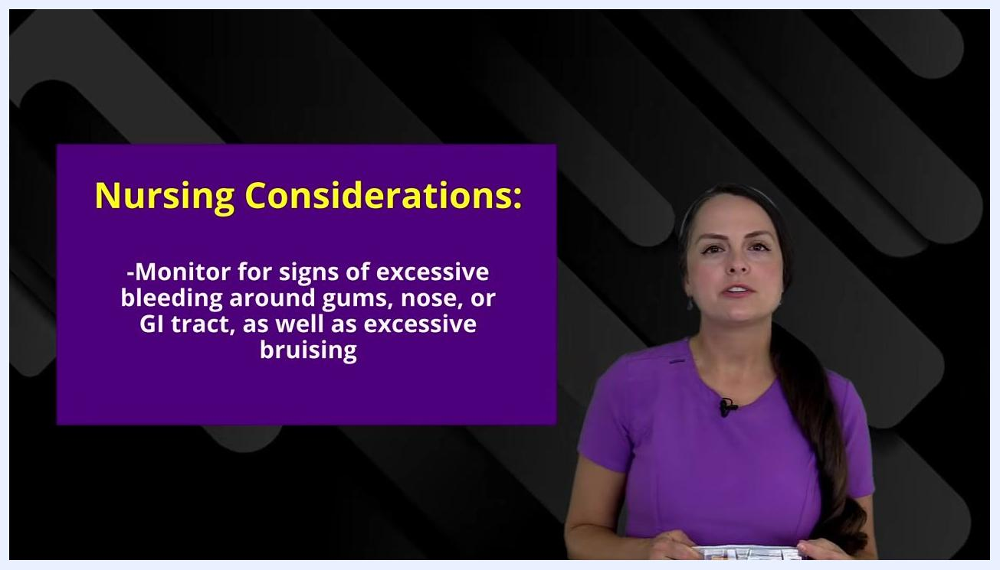 Nursing Considerations:
-Monitor for signs of excessive
bleeding around gums, nose, or
GI tract, as well as excessive
bruising